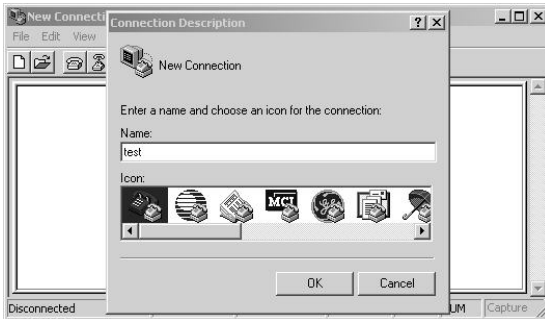 New Connecti
Connection Description
File Edit View
New Connection
Enter a name and choose an icon for the connection:
Name:
test
Icon:
MCI
OK Cancel
Disconnected
UM Capture